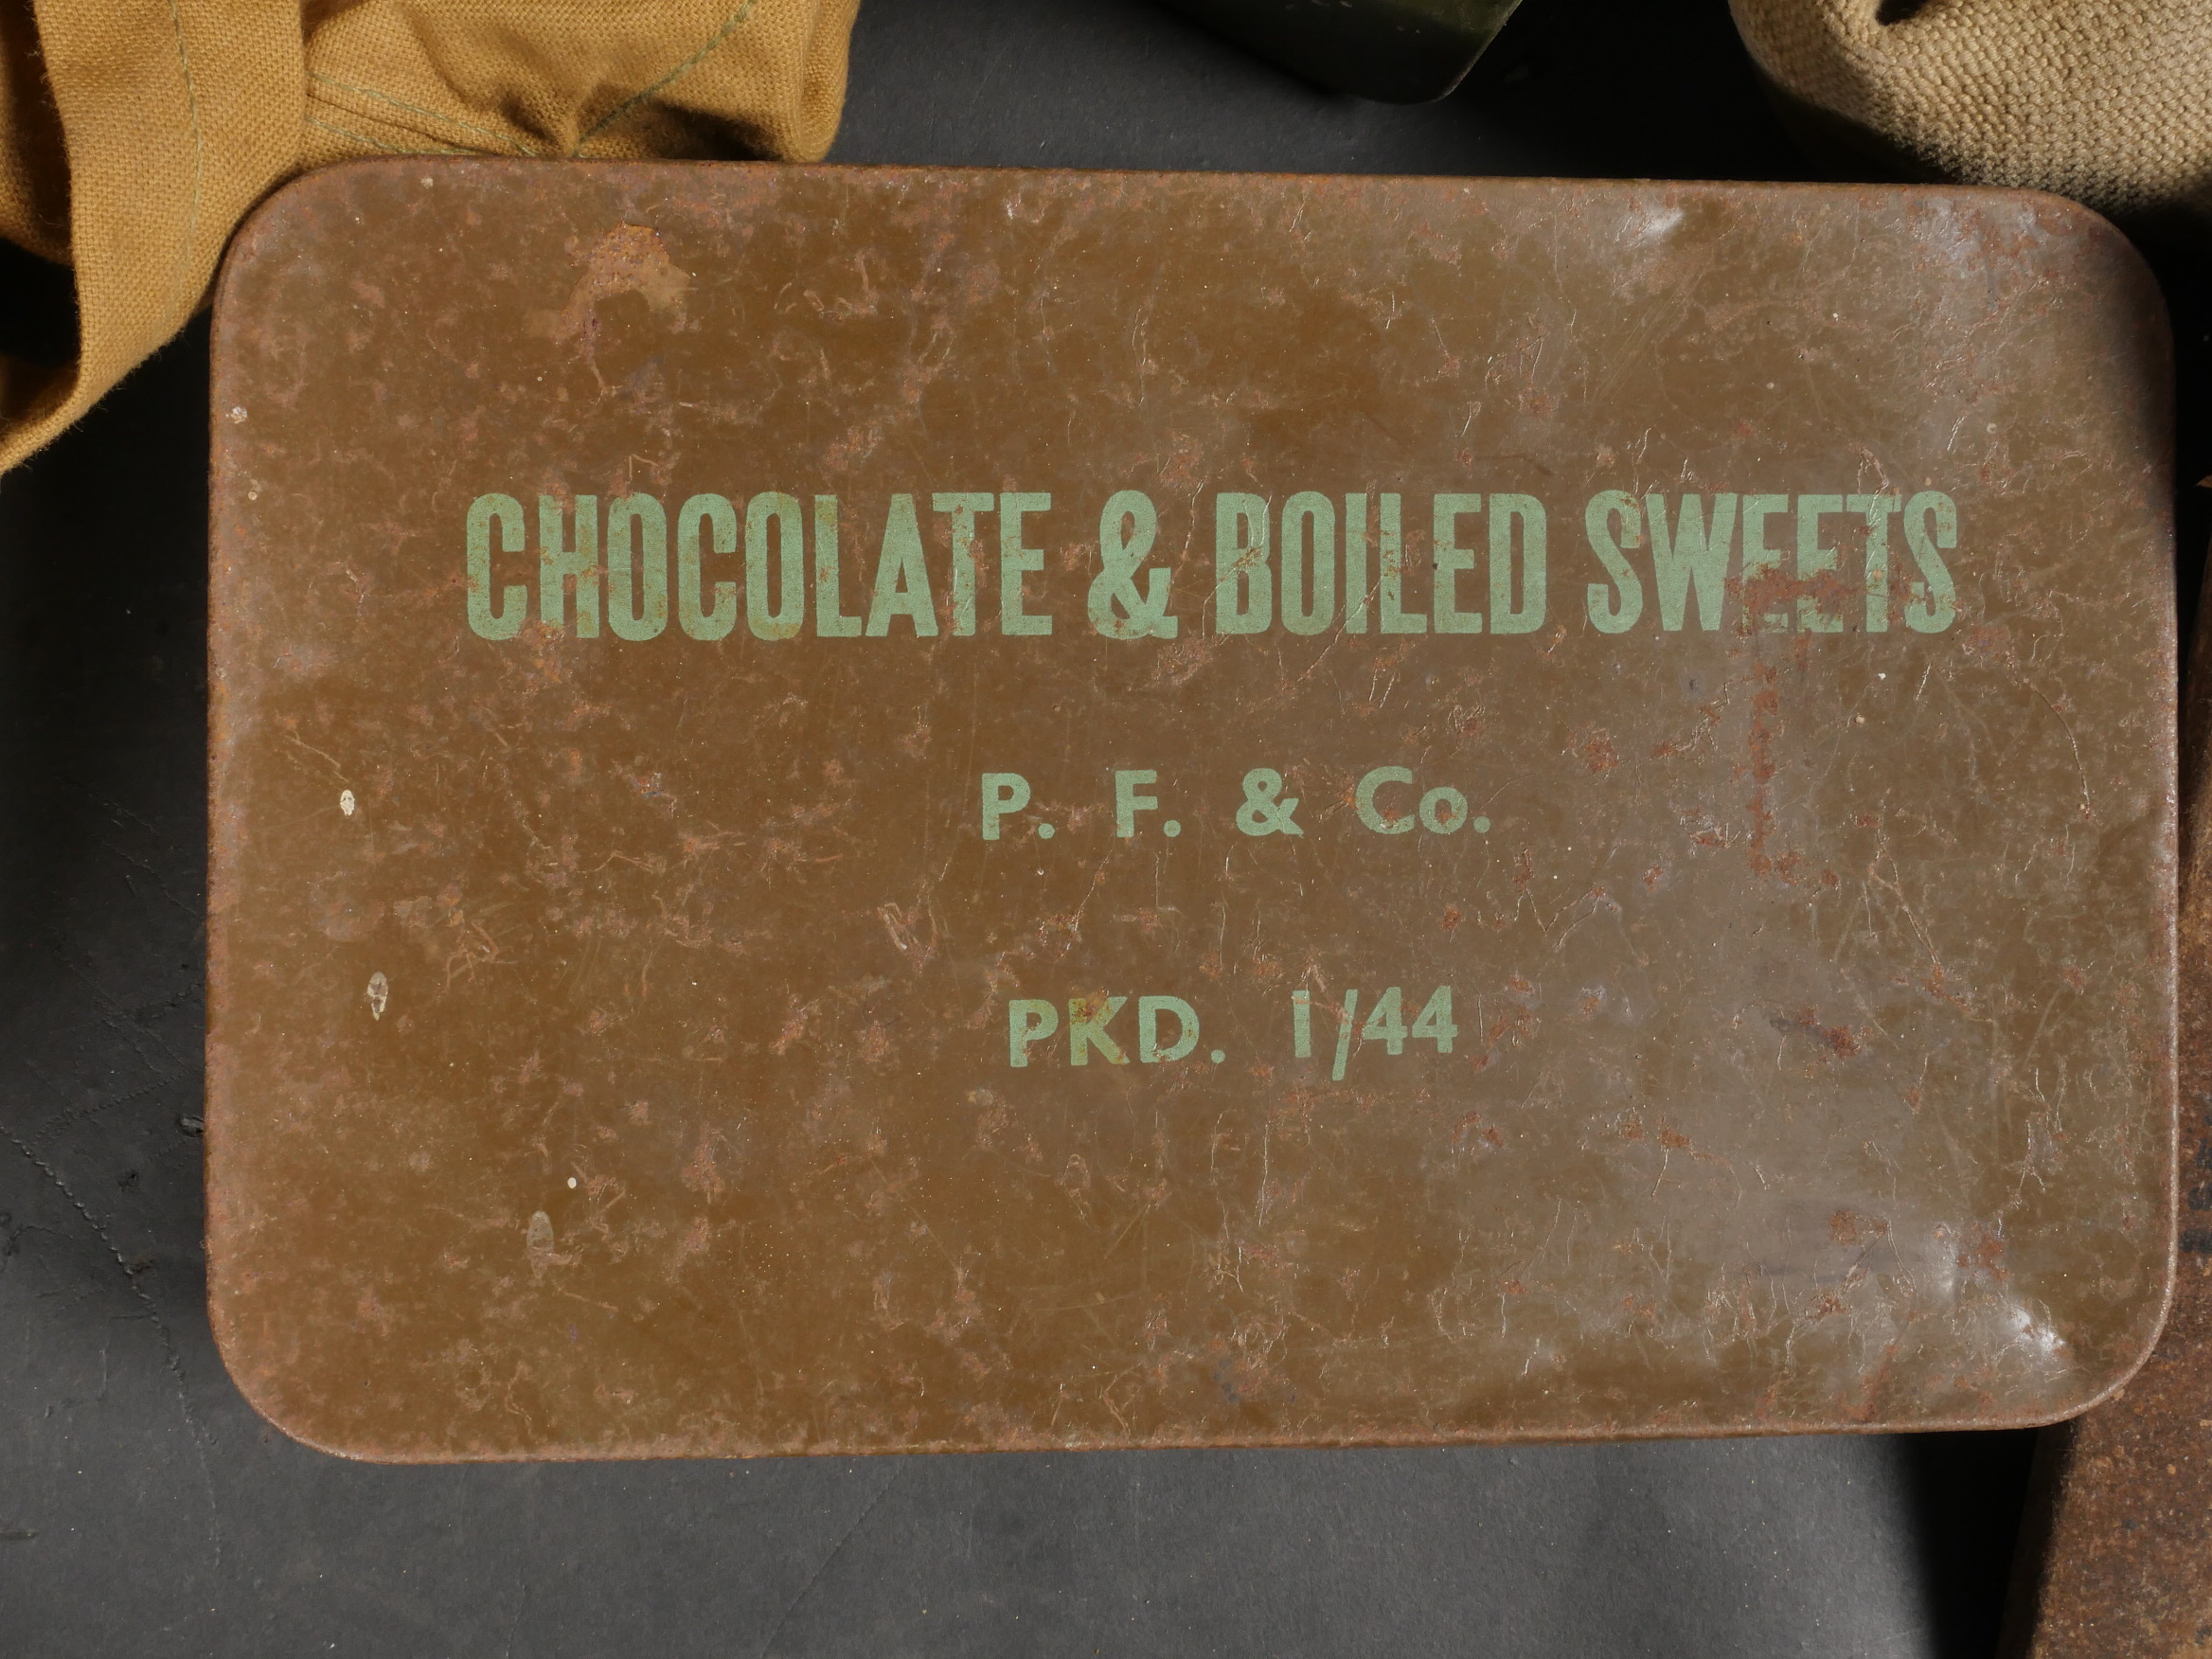 CHOCOLATE & BOILED SWEETS
P. F. & Co.
PKD. 1/44